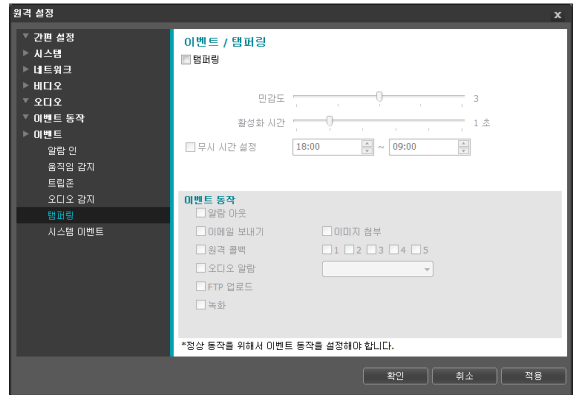 원격 설정
x
간편 설정
시스템
네트워크
비디오
오디오
이벤트 동작
이벤트
알람 인
움직임 감지
트립존
오디오 감지
탬퍼링
시스템 이벤트
이벤트 / 탬퍼링
탬퍼링
민감도 3
활성화 시간 1 초
무시 시간 설정 18:00 ~ 09:00
이벤트 동작
알람 아웃
이메일 보내기 이미지 첨부
원격 콜백 1 2 3 4 5
오디오 알람
FTP 업로드
녹화
*정상 동작를 위해서 이벤트 동작을 설정해야 합니다.
확인 취소 적용